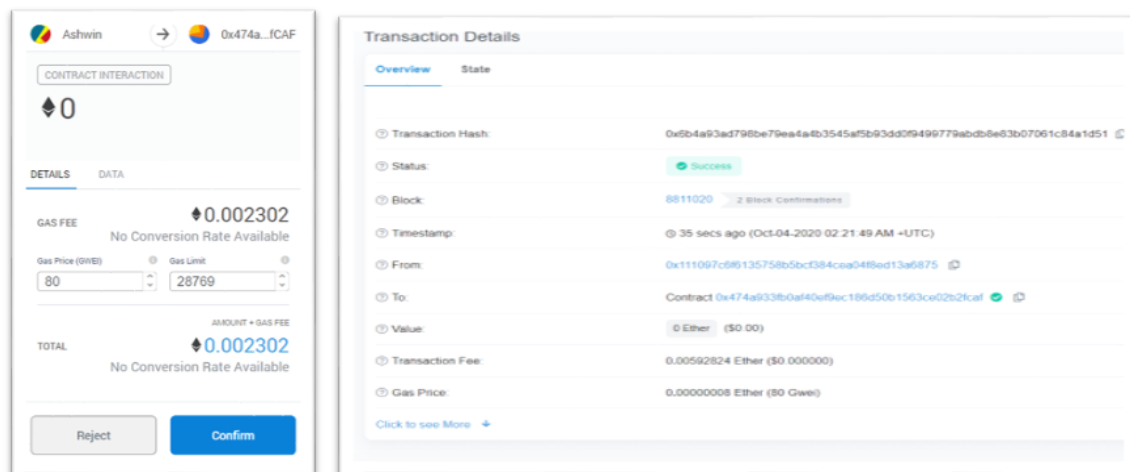 Ashwin 0x474a...fCAF
CONTRACT INTERACTION
0
DETAILS DATA
GAS FEE 0.002302
No Conversion Rate Available
Gas Price (GWEI) Gas Limit
80 28769
AMOUNT + GAS FEE
TOTAL 0.002302
No Conversion Rate Available
Reject Confirm
Transaction Details
Overview State
Transaction Hash: 0x6b4a93ad798be79ea4a4b3545af5b93dd0f9499779abdb8e83b07061c84a1d51
Status: Success
Block: 8811020 2 Block Confirmations
Timestamp: 35 secs ago (Oct-04-2020 02:21:49 AM +UTC)
From: 0x111097c6f6135758b5bcf384cea04f8ed13a6875
To: Contract 0x474a933fb0af40ef9ec186d50b1563ce02b2fcaf
Value: 0 Ether ($0.00)
Transaction Fee: 0.00592824 Ether ($0.000000)
Gas Price: 0.00000008 Ether (80 Gwei)
Click to see More